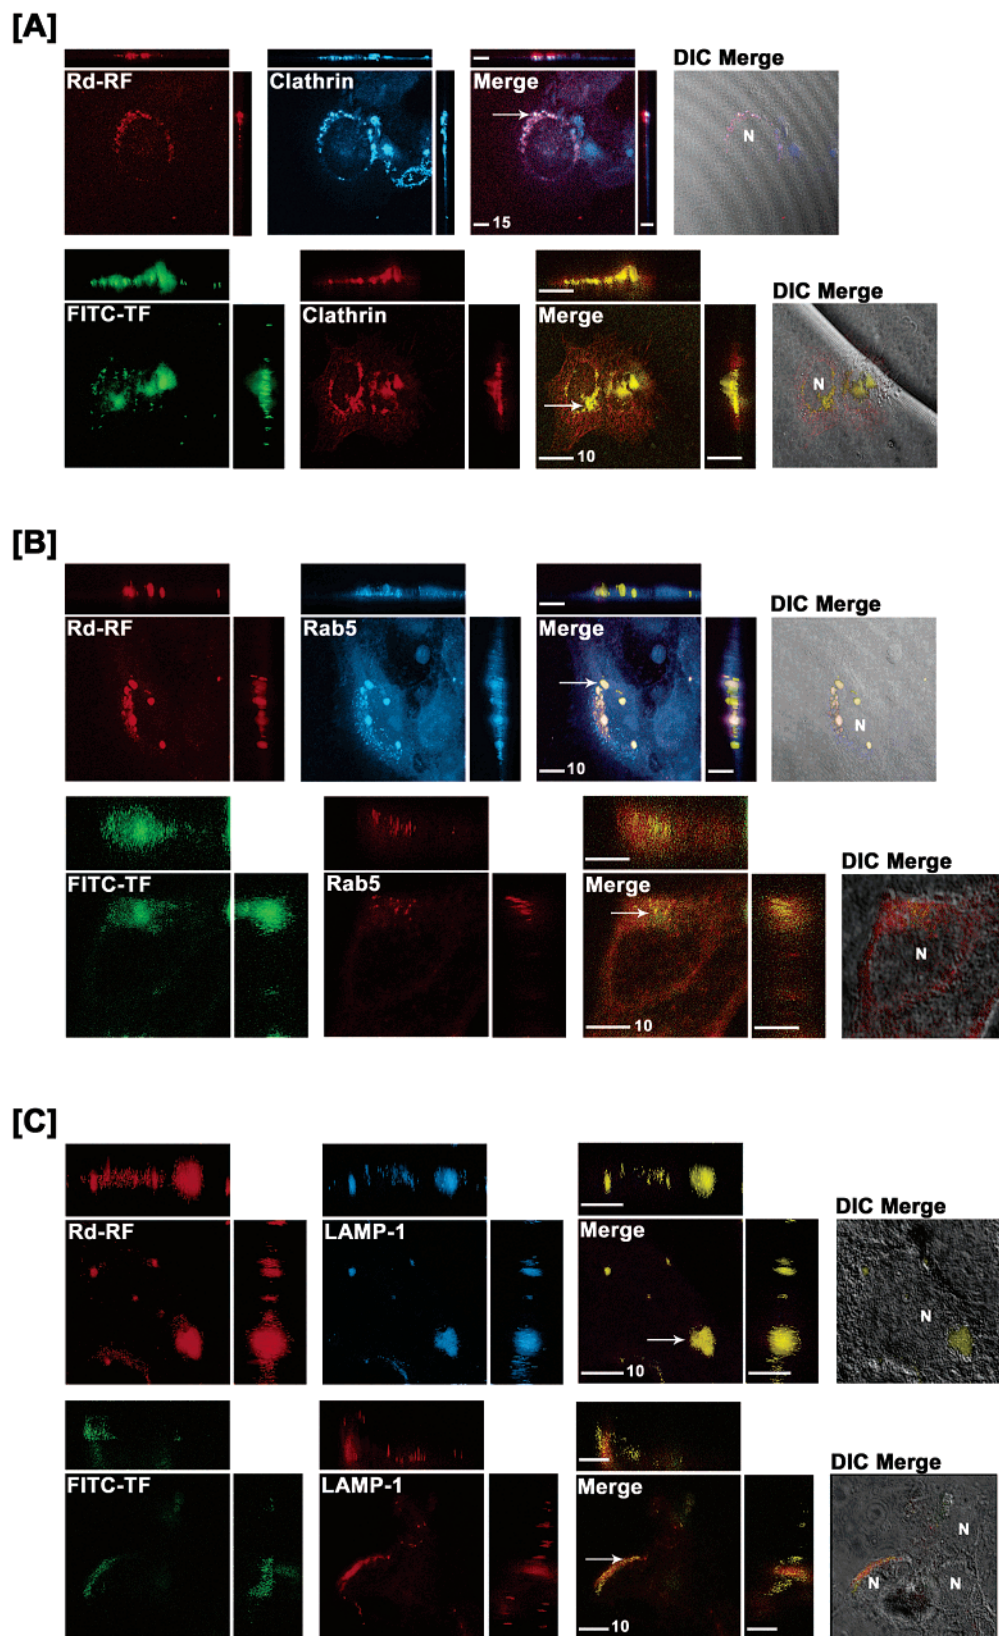 [A]
Rd-RF
Clathrin
Merge
15
DIC Merge
N
FITC-TF
Clathrin
Merge
10
DIC Merge
N
[B]
Rd-RF
Rab5
Merge
10
DIC Merge
N
FITC-TF
Rab5
Merge
10
DIC Merge
N
[C]
Rd-RF
LAMP-1
Merge
10
DIC Merge
N
FITC-TF
LAMP-1
Merge
10
DIC Merge
N
N
N